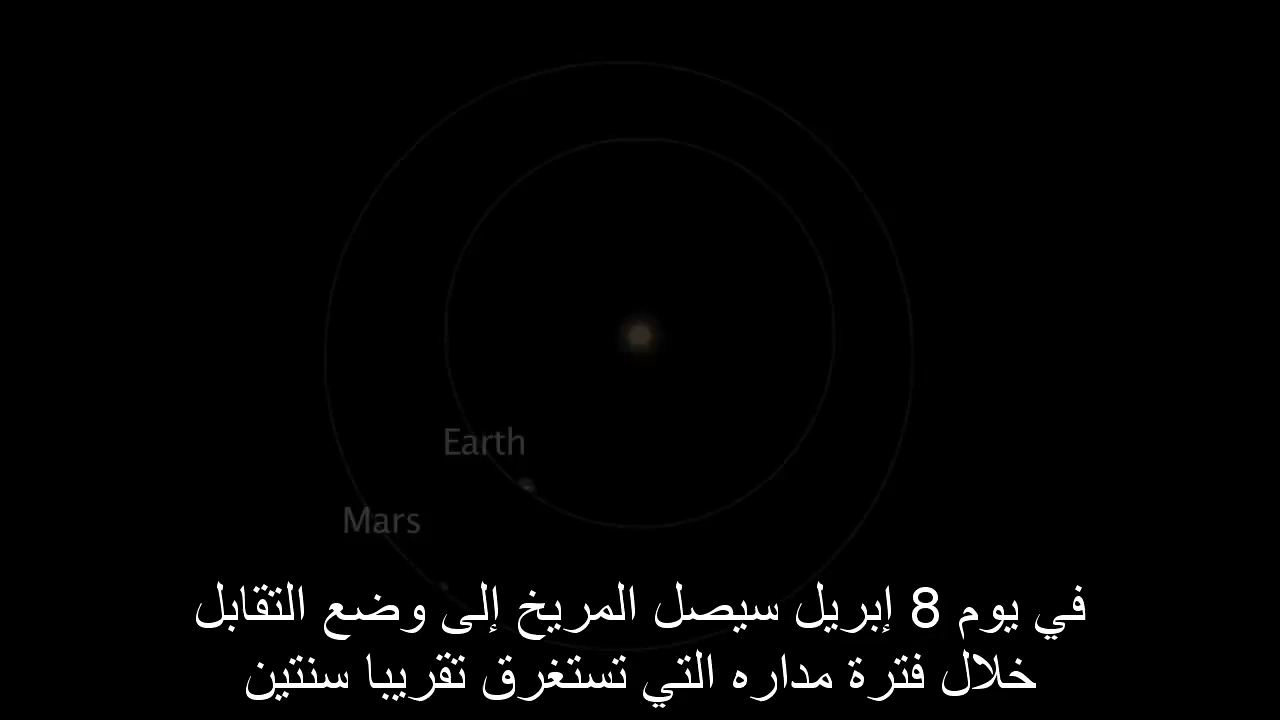 Earth
Mars
في يوم 8 إبريل سيصل المريخ إلى وضع التقابل
خلال فترة مداره التي تستغرق تقريبا سنتين